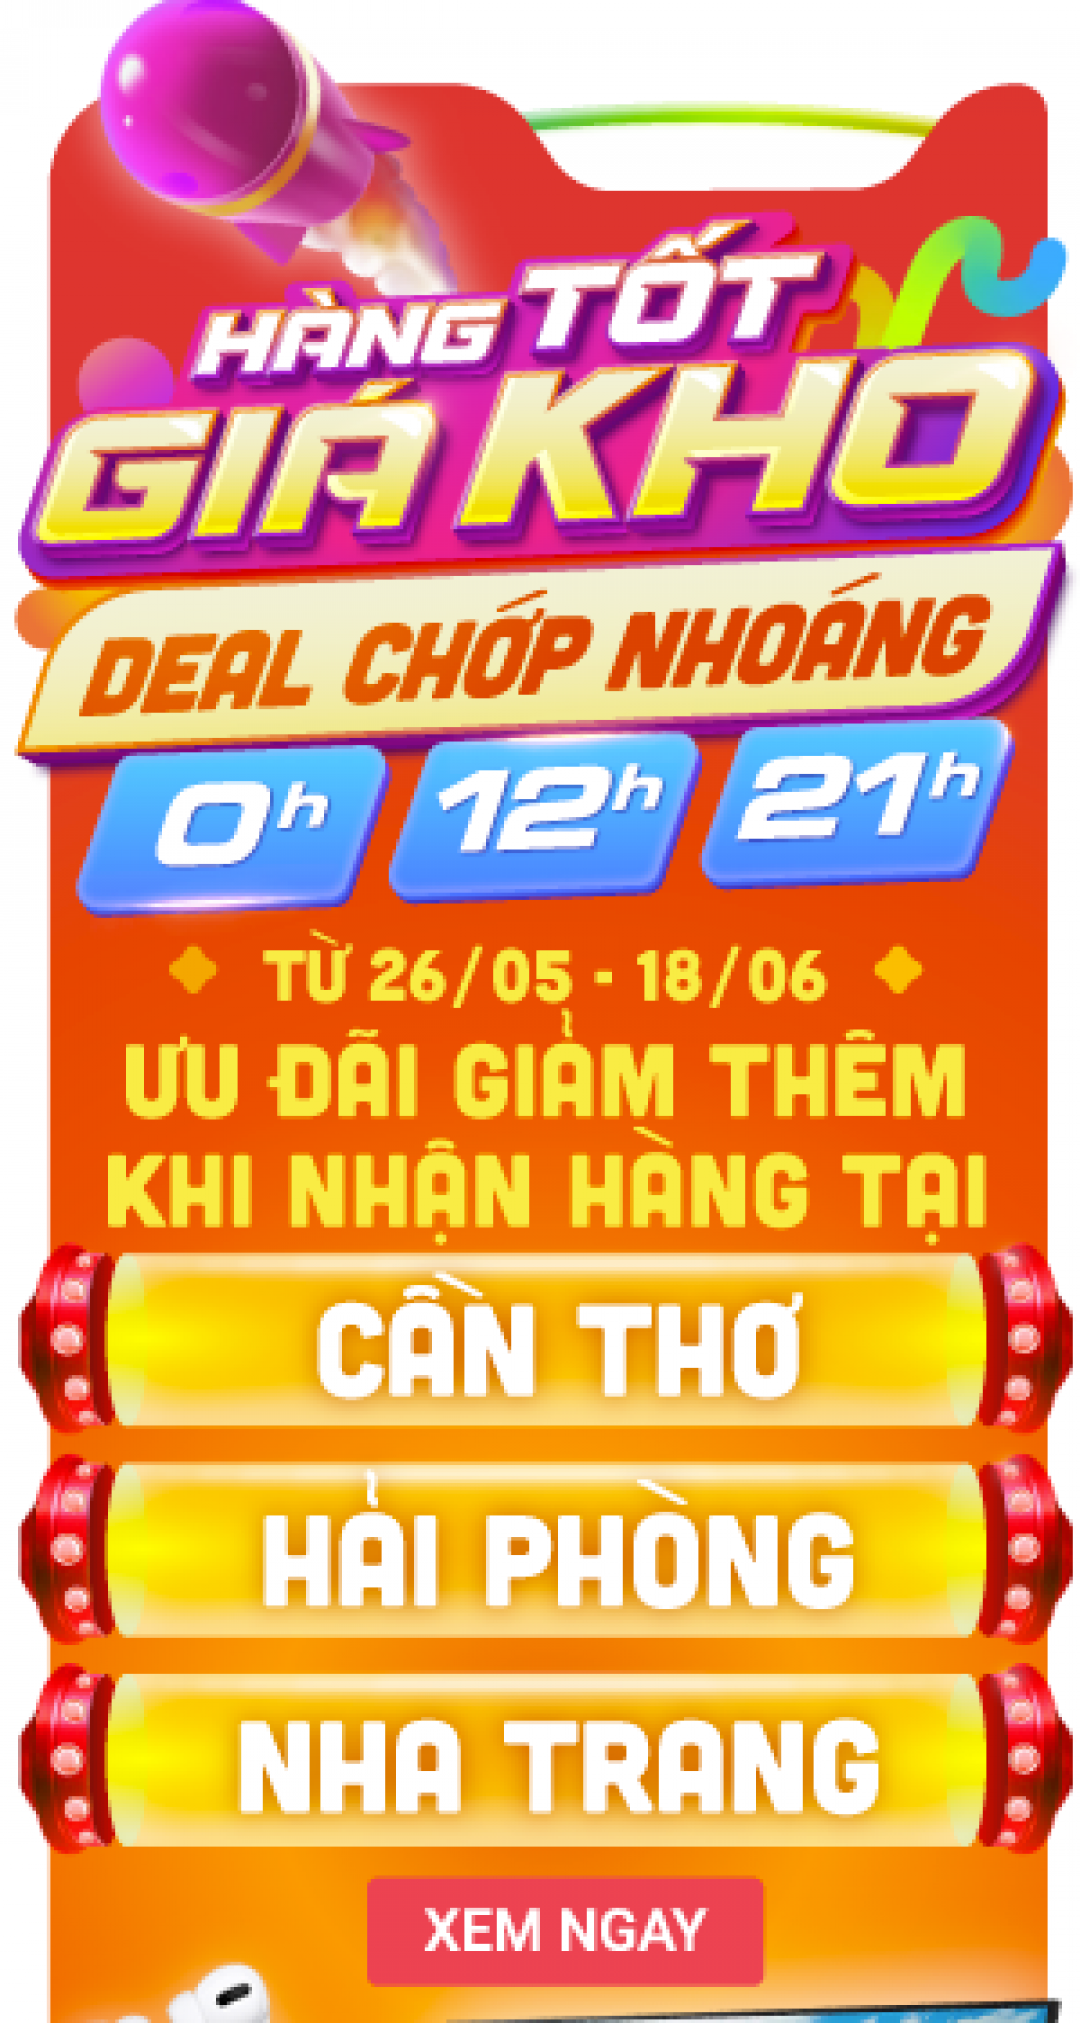 HÀNG TỐT
GIÁ KHO
DEAL CHỚP NHOÁNG
0h 12h 21h
TỪ 26/05 - 18/06
ƯU ĐÃI GIẢM THÊM
KHI NHẬN HÀNG TẠI
CẦN THƠ
HẢI PHÒNG
NHA TRANG
XEM NGAY